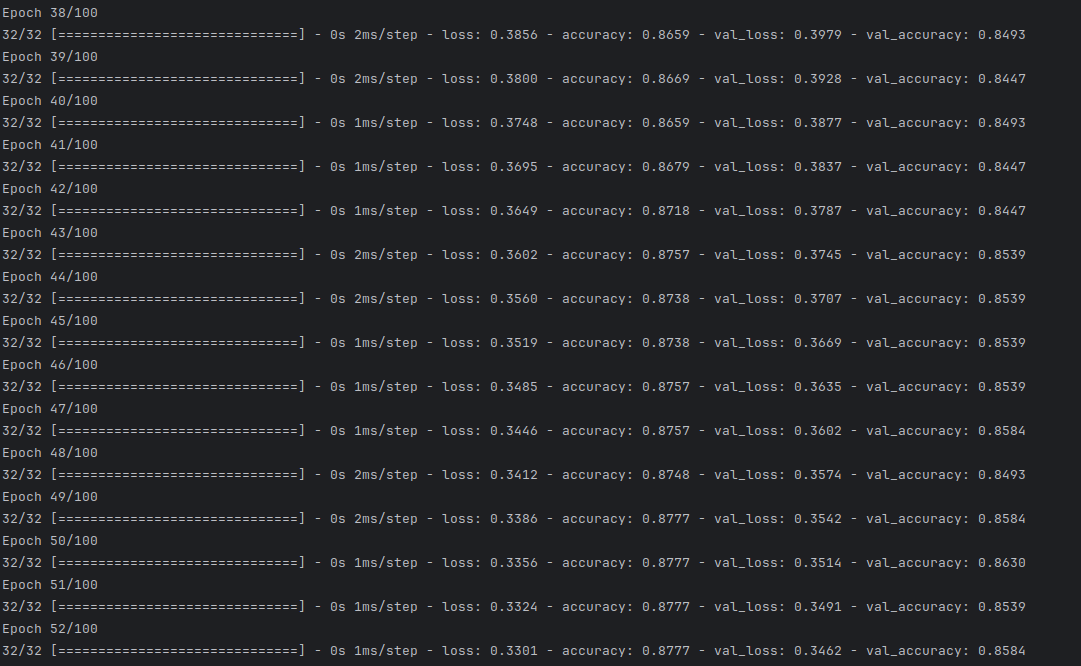 Epoch 38/100
32/32 [==============================] - 0s 2ms/step - loss: 0.3856 - accuracy: 0.8659 - val_loss: 0.3979 - val_accuracy: 0.8493
Epoch 39/100
32/32 [==============================] - 0s 2ms/step - loss: 0.3800 - accuracy: 0.8669 - val_loss: 0.3928 - val_accuracy: 0.8447
Epoch 40/100
32/32 [==============================] - 0s 1ms/step - loss: 0.3748 - accuracy: 0.8659 - val_loss: 0.3877 - val_accuracy: 0.8493
Epoch 41/100
32/32 [==============================] - 0s 1ms/step - loss: 0.3695 - accuracy: 0.8679 - val_loss: 0.3837 - val_accuracy: 0.8447
Epoch 42/100
32/32 [==============================] - 0s 1ms/step - loss: 0.3649 - accuracy: 0.8718 - val_loss: 0.3787 - val_accuracy: 0.8447
Epoch 43/100
32/32 [==============================] - 0s 2ms/step - loss: 0.3602 - accuracy: 0.8757 - val_loss: 0.3745 - val_accuracy: 0.8539
Epoch 44/100
32/32 [==============================] - 0s 2ms/step - loss: 0.3560 - accuracy: 0.8738 - val_loss: 0.3707 - val_accuracy: 0.8539
Epoch 45/100
32/32 [==============================] - 0s 1ms/step - loss: 0.3519 - accuracy: 0.8738 - val_loss: 0.3669 - val_accuracy: 0.8539
Epoch 46/100
32/32 [==============================] - 0s 1ms/step - loss: 0.3485 - accuracy: 0.8757 - val_loss: 0.3635 - val_accuracy: 0.8539
Epoch 47/100
32/32 [==============================] - 0s 1ms/step - loss: 0.3446 - accuracy: 0.8757 - val_loss: 0.3602 - val_accuracy: 0.8584
Epoch 48/100
32/32 [==============================] - 0s 2ms/step - loss: 0.3412 - accuracy: 0.8748 - val_loss: 0.3574 - val_accuracy: 0.8493
Epoch 49/100
32/32 [==============================] - 0s 2ms/step - loss: 0.3386 - accuracy: 0.8777 - val_loss: 0.3542 - val_accuracy: 0.8584
Epoch 50/100
32/32 [==============================] - 0s 1ms/step - loss: 0.3356 - accuracy: 0.8777 - val_loss: 0.3514 - val_accuracy: 0.8630
Epoch 51/100
32/32 [==============================] - 0s 1ms/step - loss: 0.3324 - accuracy: 0.8777 - val_loss: 0.3491 - val_accuracy: 0.8539
Epoch 52/100
32/32 [==============================] - 0s 1ms/step - loss: 0.3301 - accuracy: 0.8777 - val_loss: 0.3462 - val_accuracy: 0.8584